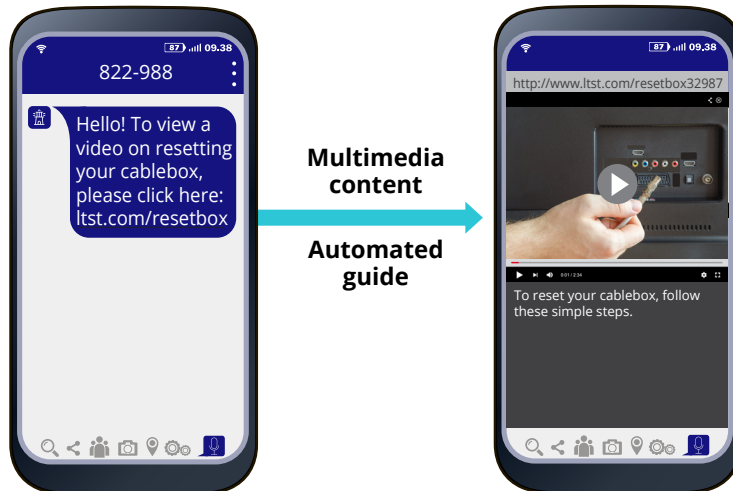 87 09.38
822-988
Hello! To view a
video on resetting
your cablebox,
please click here:
ltst.com/resetbox
Multimedia
content
Automated
guide
87 09.38
http://www.ltst.com/resetbox32987
0:01 / 2:34
To reset your cablebox, follow
these simple steps.